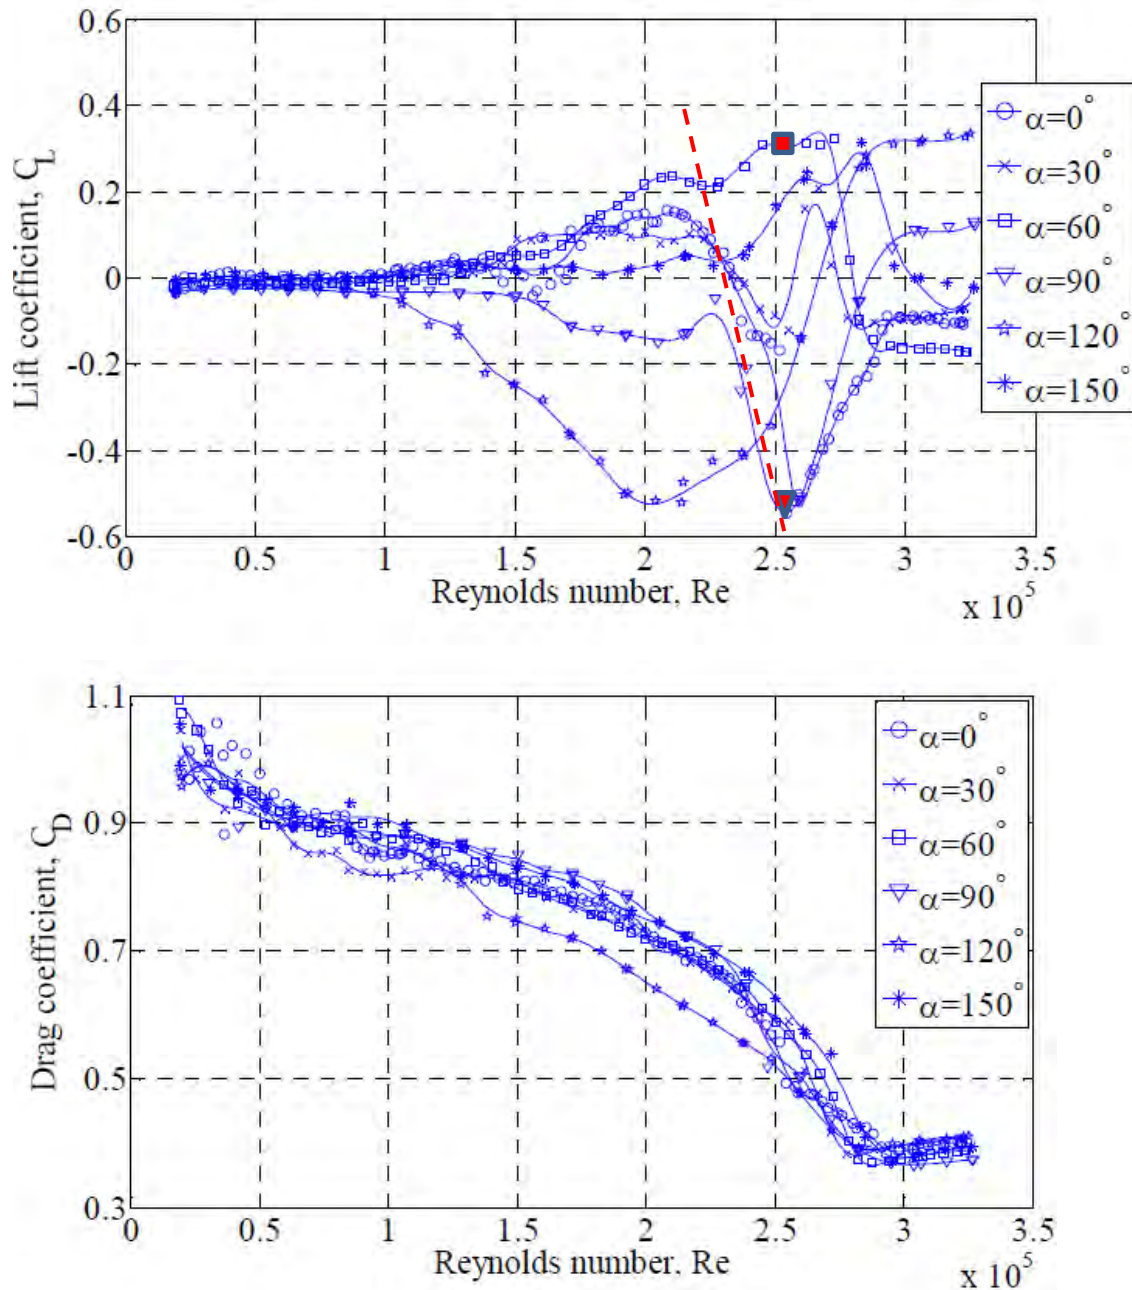 0.6
0.4
0.2
0
-0.2
-0.4
-0.6
Lift coefficient, C_L
0 0.5 1 1.5 2 2.5 3 3.5
Reynolds number, Re
x 10^5
α=0°
α=30°
α=60°
α=90°
α=120°
α=150°
1.1
0.9
0.7
0.5
0.3
Drag coefficient, C_D
0 0.5 1 1.5 2 2.5 3 3.5
Reynolds number, Re
x 10^5
α=0°
α=30°
α=60°
α=90°
α=120°
α=150°